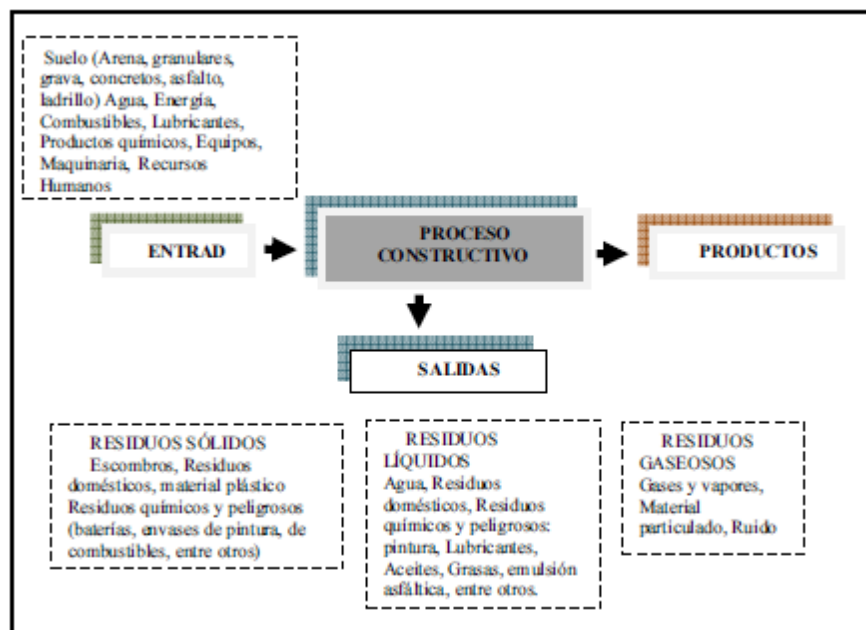 Suelo (Arena, granulares,
grava, concretos, asfalto,
ladrillo) Agua, Energía,
Combustibles, Lubricantes,
Productos químicos, Equipos,
Maquinaria, Recursos
Humanos
ENTRAD
PROCESO
CONSTRUCTIVO
PRODUCTOS
SALIDAS
RESIDUOS SÓLIDOS
Escombros, Residuos
domésticos, material plástico
Residuos químicos y peligrosos
(baterías, envases de pintura, de
combustibles, entre otros)
RESIDUOS
LÍQUIDOS
Agua, Residuos
domésticos, Residuos
químicos y peligrosos:
pintura, Lubricantes,
Aceites, Grasas, emulsión
asfáltica, entre otros.
RESIDUOS
GASEOSOS
Gases y vapores,
Material
particulado, Ruido